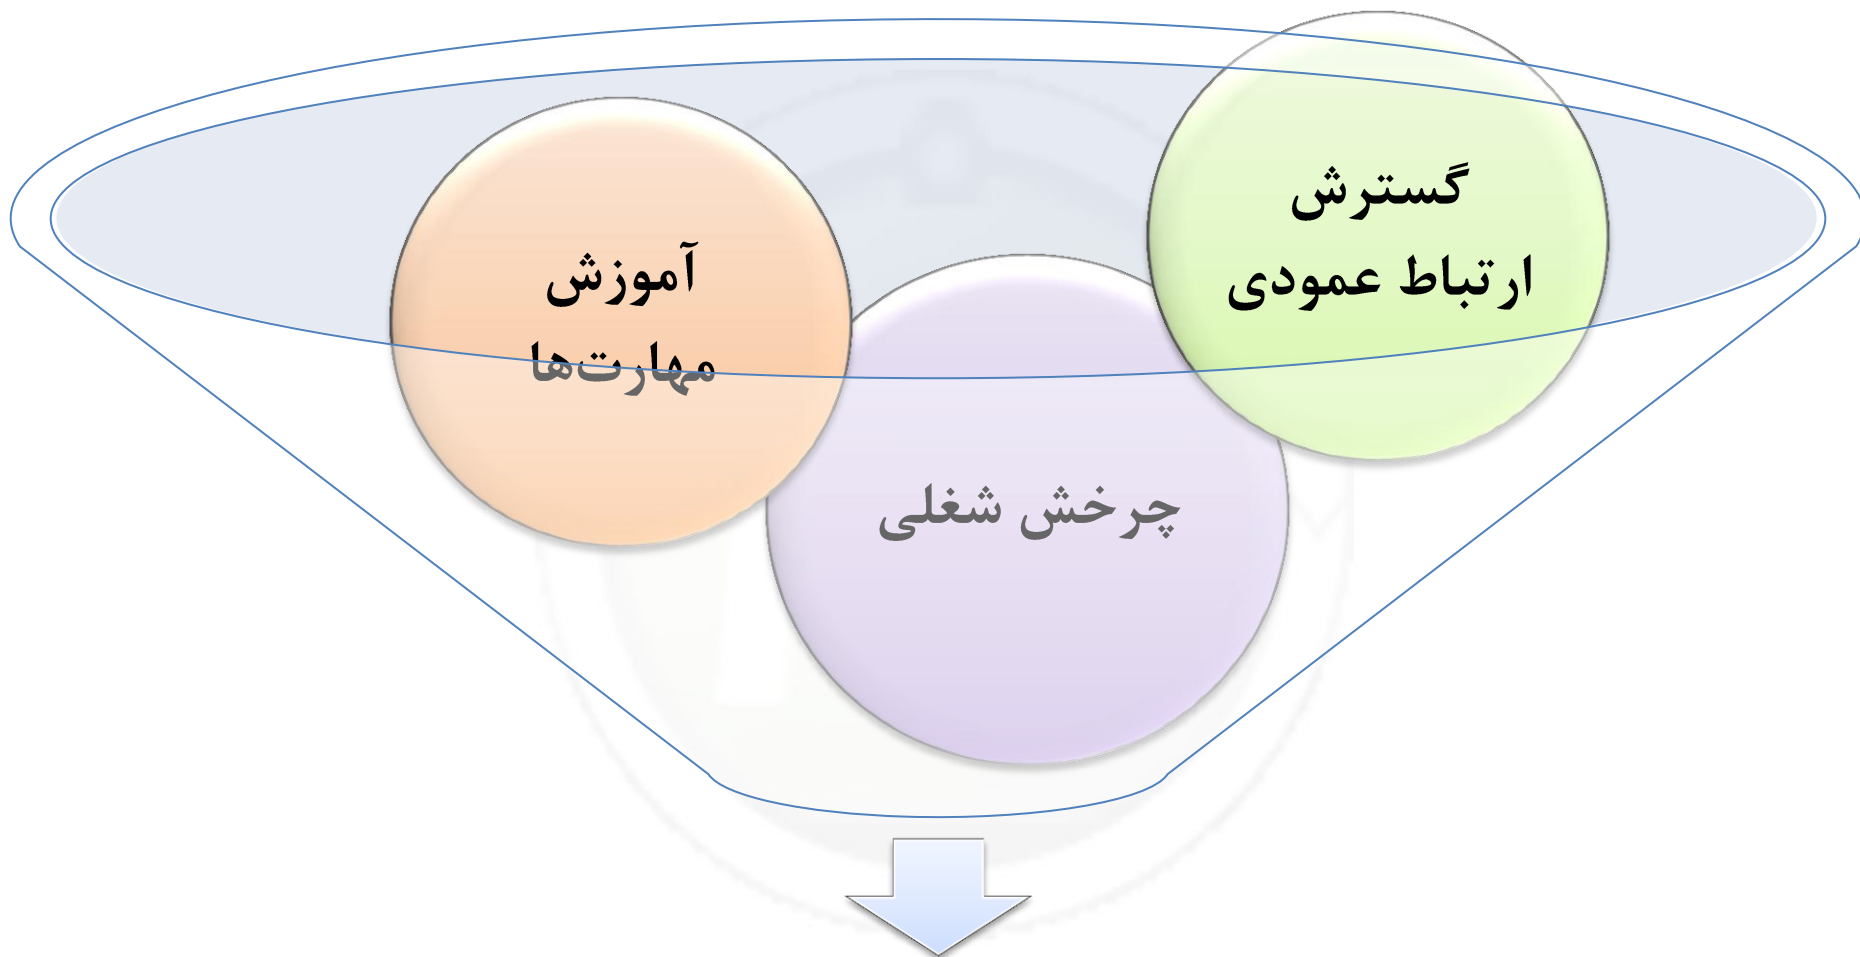 گسترش
ارتباط عمودی
آموزش
مهارت‌ها
چرخش شغلی